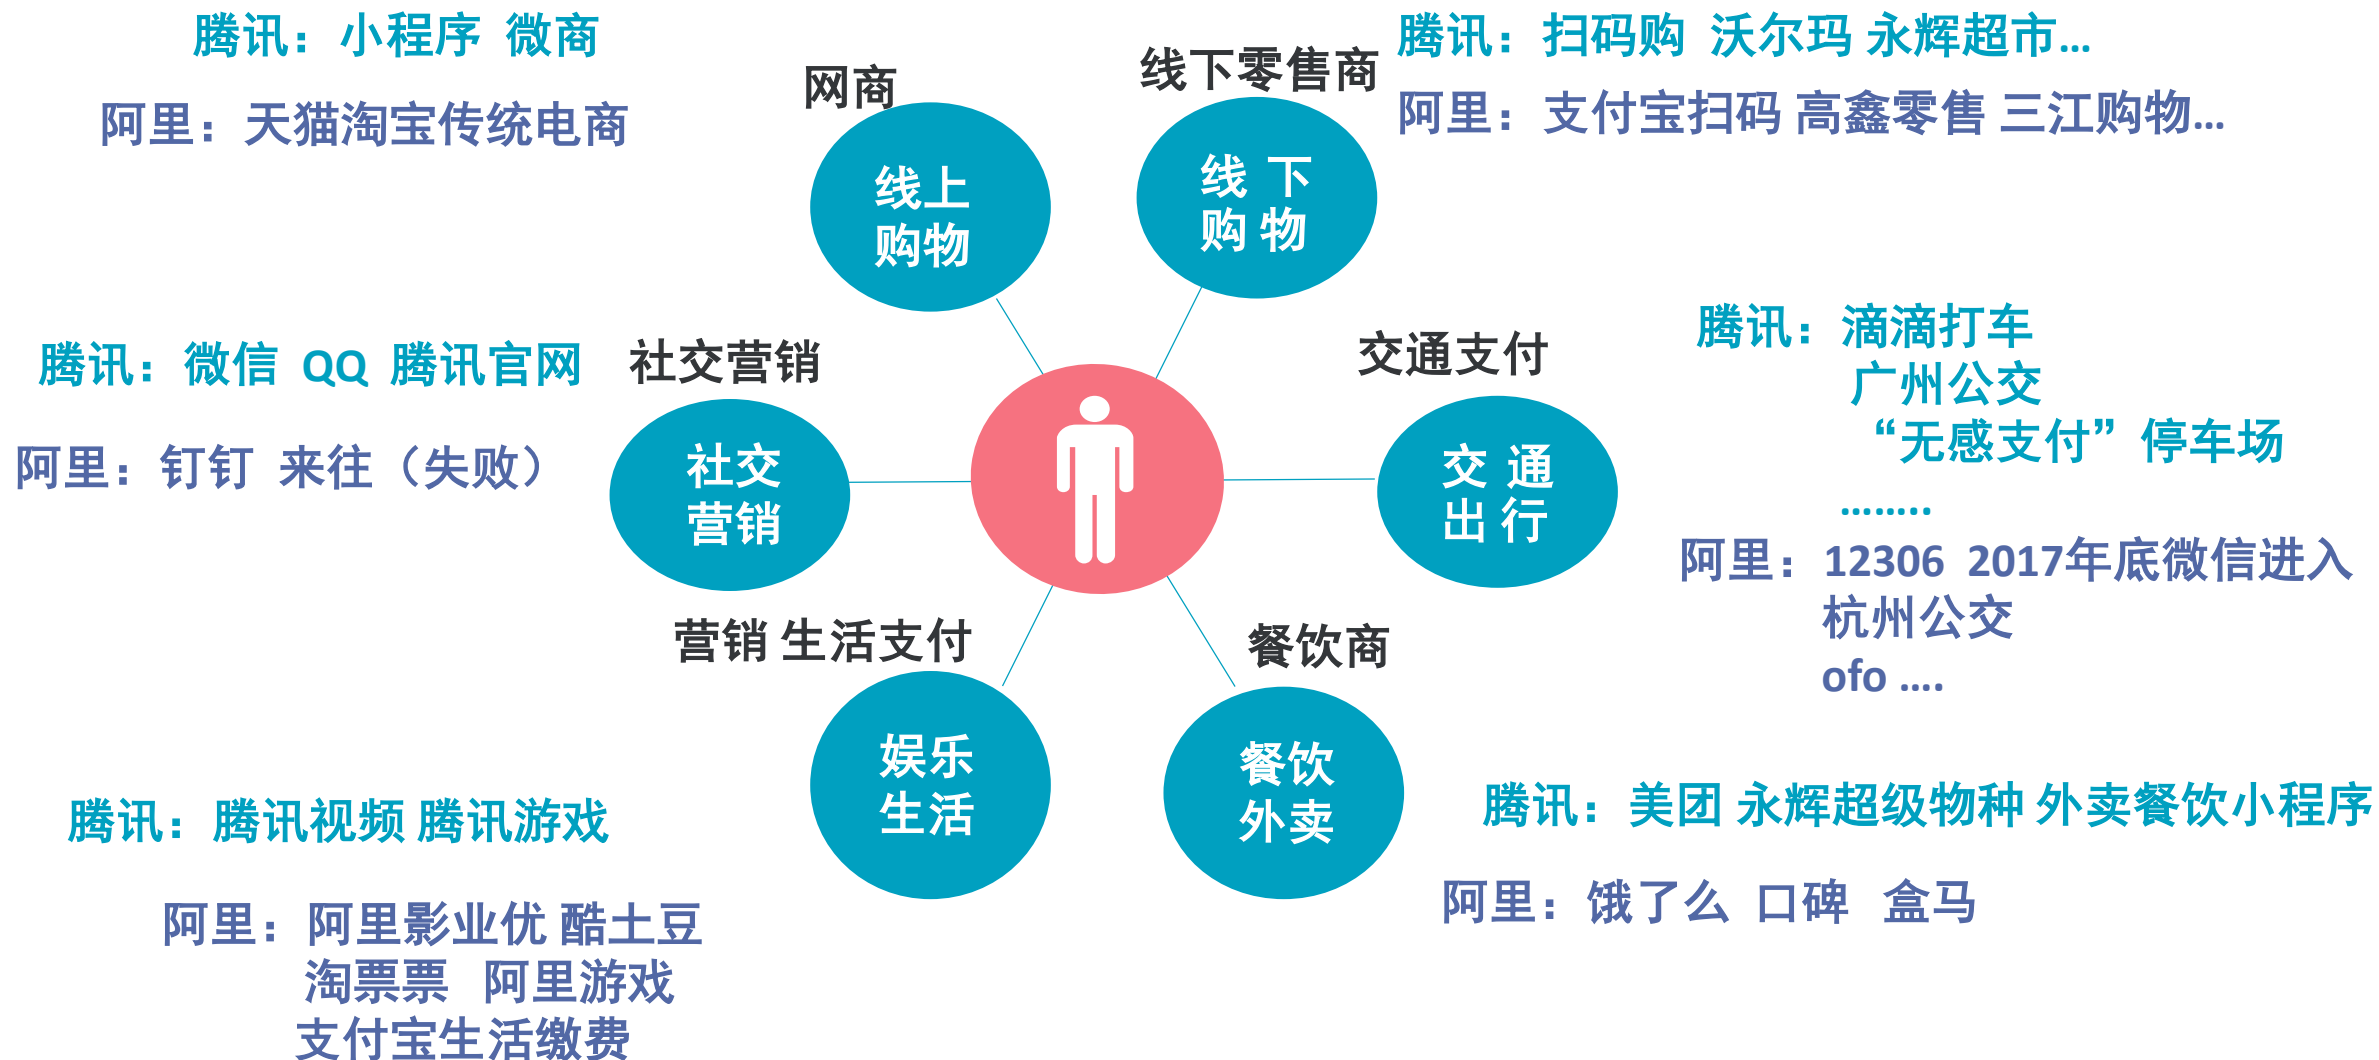 腾讯：小程序 微商
阿里：天猫淘宝传统电商
网商
线上
购物
线下零售商
线 下
购 物
腾讯：扫码购 沃尔玛 永辉超市...
阿里：支付宝扫码 高鑫零售 三江购物...
腾讯：微信 QQ 腾讯官网
阿里：钉钉 来往（失败）
社交营销
社交
营销
交通支付
交 通
出 行
腾讯：滴滴打车
广州公交
“无感支付”停车场
........
阿里：12306 2017年底微信进入
杭州公交
ofo ....
营销 生活支付
娱乐
生活
餐饮商
餐饮
外卖
腾讯：腾讯视频 腾讯游戏
阿里：阿里影业优 酷土豆
淘票票 阿里游戏
支付宝生活缴费
腾讯：美团 永辉超级物种 外卖餐饮小程序
阿里：饿了么 口碑 盒马